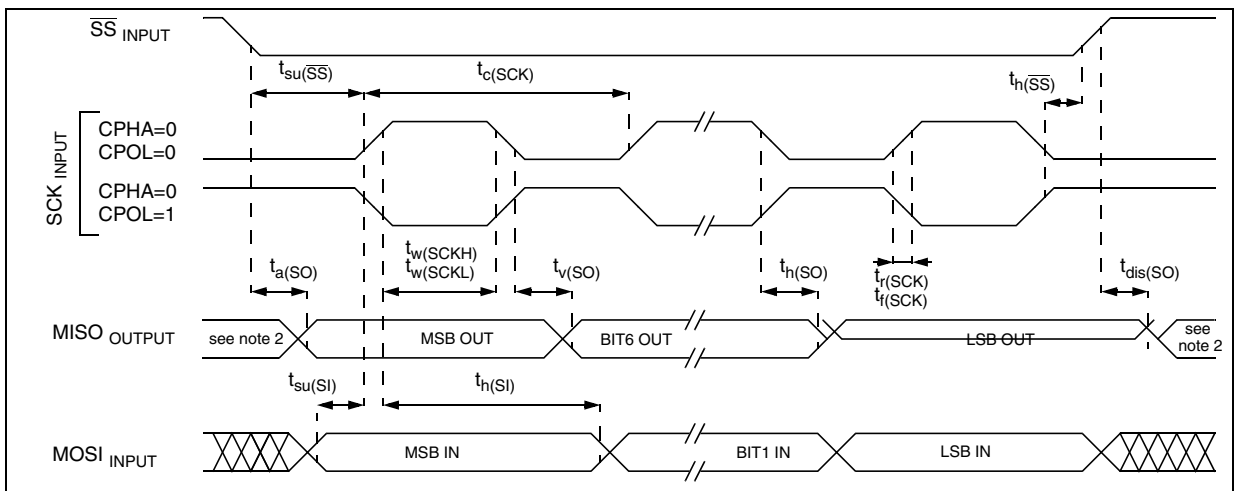 SS INPUT
tsu(SS)
tc(SCK)
th(SS)
SCK INPUT
CPHA=0
CPOL=0
CPHA=0
CPOL=1
ta(SO)
tw(SCKH)
tw(SCKL)
tv(SO)
th(SO)
tr(SCK)
tf(SCK)
tdis(SO)
MISO OUTPUT
see note 2
MSB OUT
BIT6 OUT
LSB OUT
see
note 2
tsu(SI)
th(SI)
MOSI INPUT
MSB IN
BIT1 IN
LSB IN